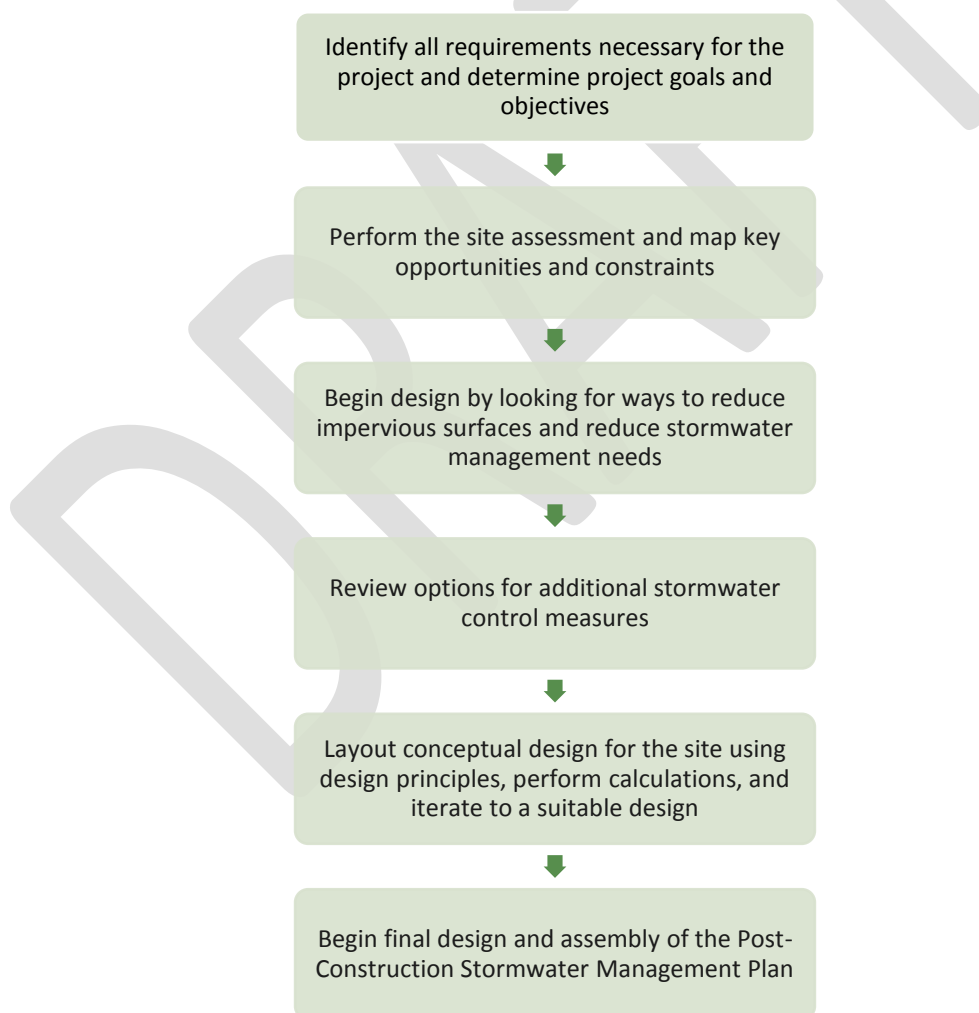 Identify all requirements necessary for the
project and determine project goals and
objectives
Perform the site assessment and map key
opportunities and constraints
Begin design by looking for ways to reduce
impervious surfaces and reduce stormwater
management needs
Review options for additional stormwater
control measures
Layout conceptual design for the site using
design principles, perform calculations, and
iterate to a suitable design
Begin final design and assembly of the Post-
Construction Stormwater Management Plan
DRAFT